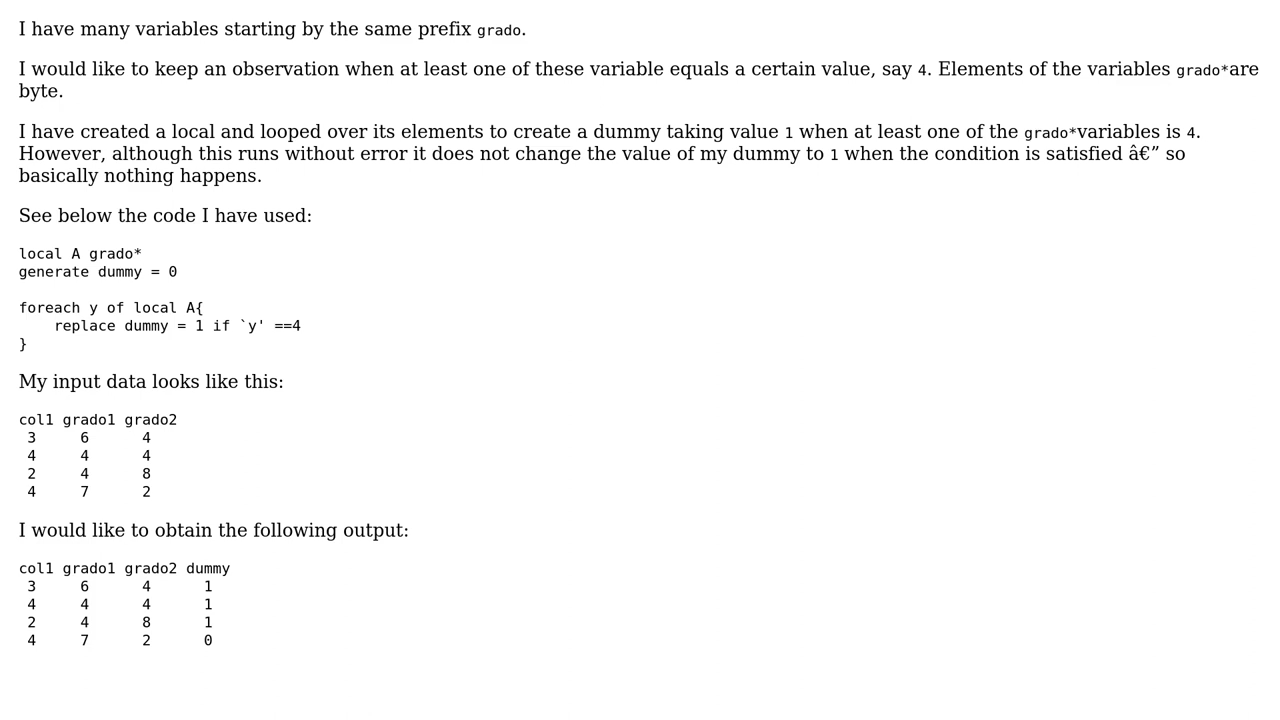 I have many variables starting by the same prefix grado.
I would like to keep an observation when at least one of these variable equals a certain value, say 4. Elements of the variables grado*are
byte.
I have created a local and looped over its elements to create a dummy taking value 1 when at least one of the grado*variables is 4.
However, although this runs without error it does not change the value of my dummy to 1 when the condition is satisfied â€” so
basically nothing happens.
See below the code I have used:
local A grado*
generate dummy = 0
foreach y of local A{
    replace dummy = 1 if `y' ==4
}
My input data looks like this:
col1 grado1 grado2
 3     6      4
 4     4      4
 2     4      8
 4     7      2
I would like to obtain the following output:
col1 grado1 grado2 dummy
 3     6      4      1
 4     4      4      1
 2     4      8      1
 4     7      2      0